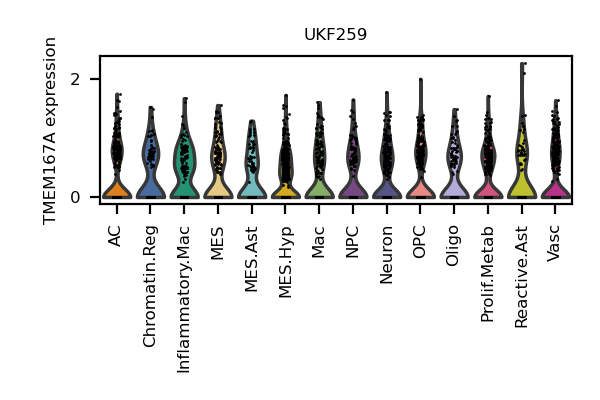 UKF259
TMEM167A expression
2
0
AC
Chromatin.Reg
Inflammatory.Mac
MES
MES.Ast
MES.Hyp
Mac
NPC
Neuron
OPC
Oligo
Prolif.Metab
Reactive.Ast
Vasc